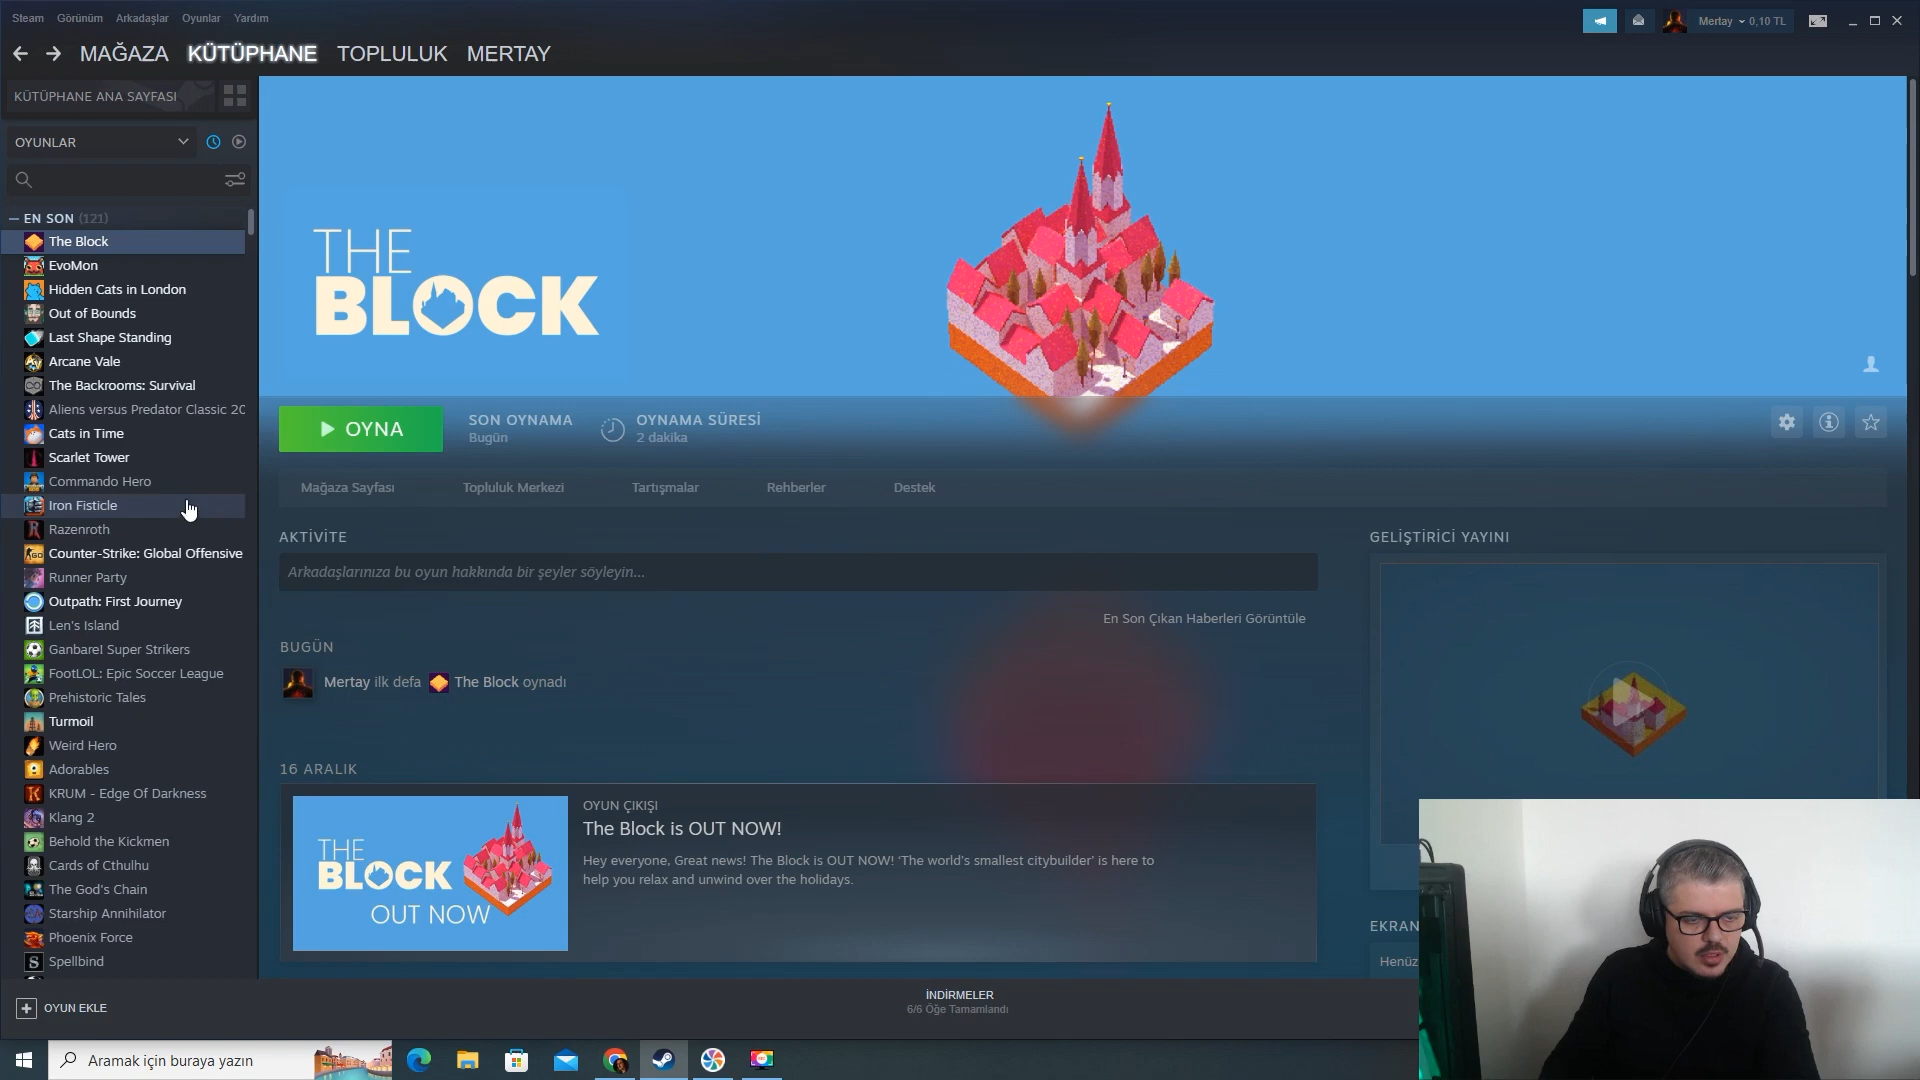 Steam Görünüm Arkadaşlar Oyunlar Yardım
Mertay 0,10 TL
MAĞAZA KÜTÜPHANE TOPLULUK MERTAY
KÜTÜPHANE ANA SAYFASI
OYUNLAR
EN SON (121)
The Block
EvoMon
Hidden Cats in London
Out of Bounds
Last Shape Standing
Arcane Vale
The Backrooms: Survival
Aliens versus Predator Classic 20
Cats in Time
Scarlet Tower
Commando Hero
Iron Fisticle
Razenroth
Counter-Strike: Global Offensive
Runner Party
Outpath: First Journey
Len's Island
Ganbare! Super Strikers
FootLOL: Epic Soccer League
Prehistoric Tales
Turmoil
Weird Hero
Adorables
KRUM - Edge Of Darkness
Klang 2
Behold the Kickmen
Cards of Cthulhu
The God's Chain
Starship Annihilator
Phoenix Force
Spellbind
OYUN EKLE
THE
BLOCK
OYNA
SON OYNAMA
Bugün
OYNAMA SÜRESİ
2 dakika
Mağaza Sayfası Topluluk Merkezi Tartışmalar Rehberler Destek
AKTİVİTE
Arkadaşlarınıza bu oyun hakkında bir şeyler söyleyin...
En Son Çıkan Haberleri Görüntüle
BUGÜN
Mertay ilk defa The Block oynadı
16 ARALIK
THE
BLOCK
OUT NOW
OYUN ÇIKIŞI
The Block is OUT NOW!
Hey everyone, Great news! The Block is OUT NOW! 'The world's smallest citybuilder' is here to
help you relax and unwind over the holidays.
GELİŞTİRİCİ YAYINI
EKRAN
Henüz
İNDİRMELER
6/6 Öğe Tamamlandı
Aramak için buraya yazın